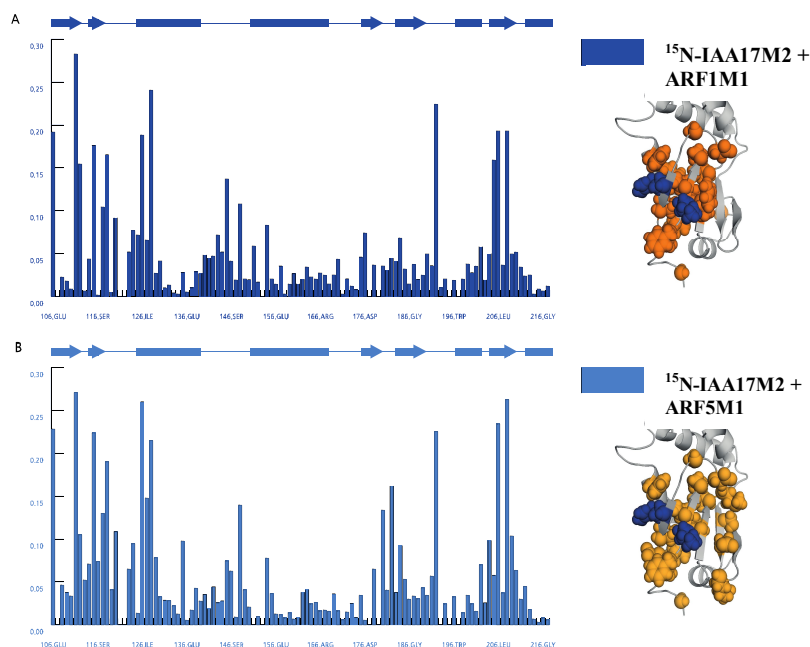 A
0,30
0,25
0,20
0,15
0,10
0,05
0,00
106,GLU 116,SER 126,ILE 136,GLU 146,SER 156,GLU 166,ARG 176,ASP 186,GLY 196,TRP 206,LEU 216,GLY
15N-IAA17M2 +
ARF1M1
B
0.30
0.25
0.20
0.15
0.10
0.05
0.00
106,GLU 116,SER 126,ILE 136,GLU 146,SER 156,GLU 166,ARG 176,ASP 186,GLY 196,TRP 206,LEU 216,GLY
15N-IAA17M2 +
ARF5M1